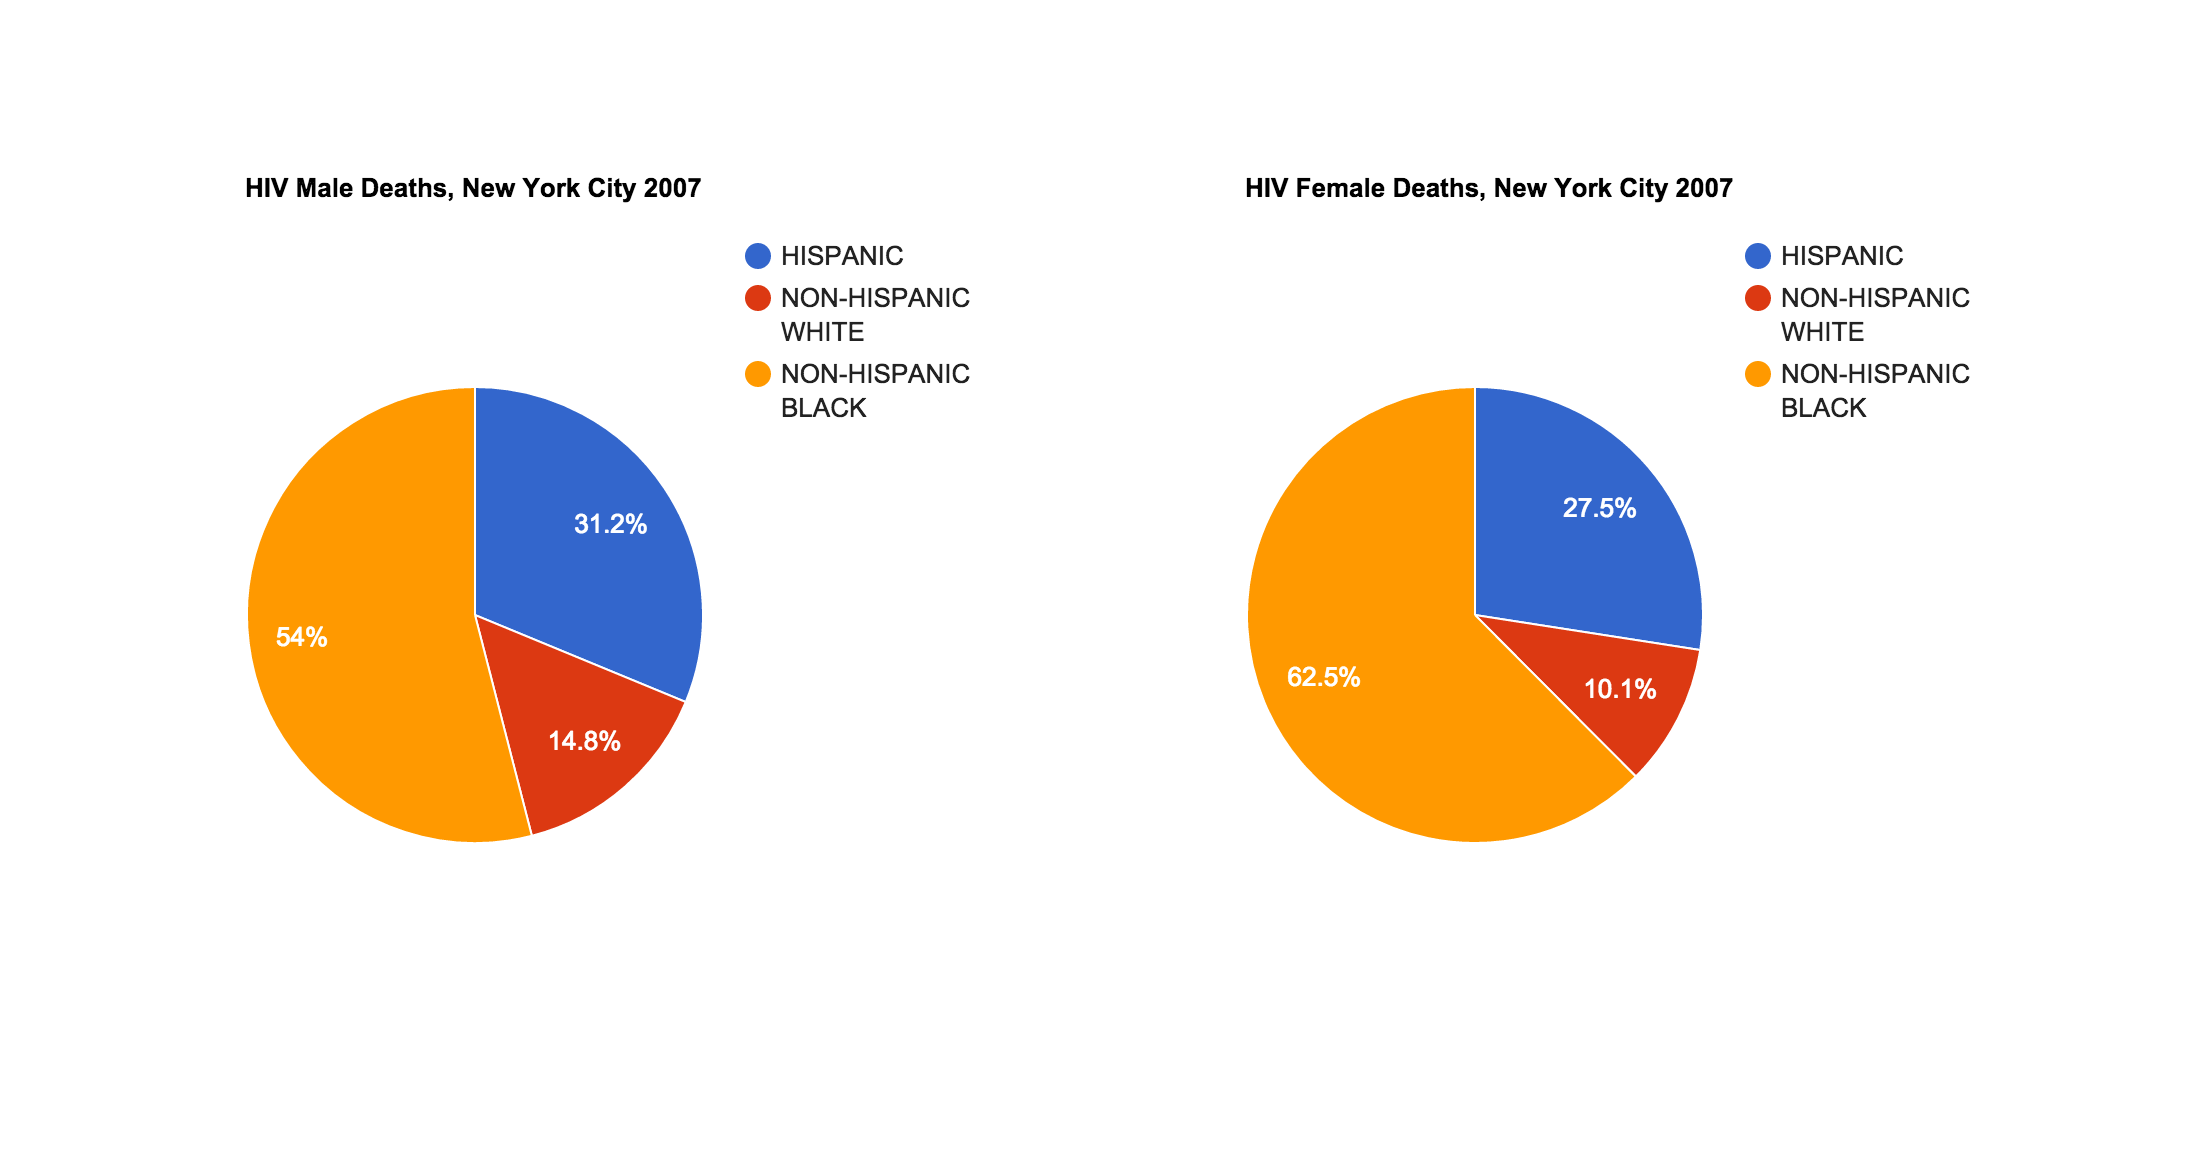 HIV Male Deaths, New York City 2007
HISPANIC
NON-HISPANIC
WHITE
NON-HISPANIC
BLACK
31.2%
54%
14.8%
HIV Female Deaths, New York City 2007
HISPANIC
NON-HISPANIC
WHITE
NON-HISPANIC
BLACK
27.5%
62.5%
10.1%